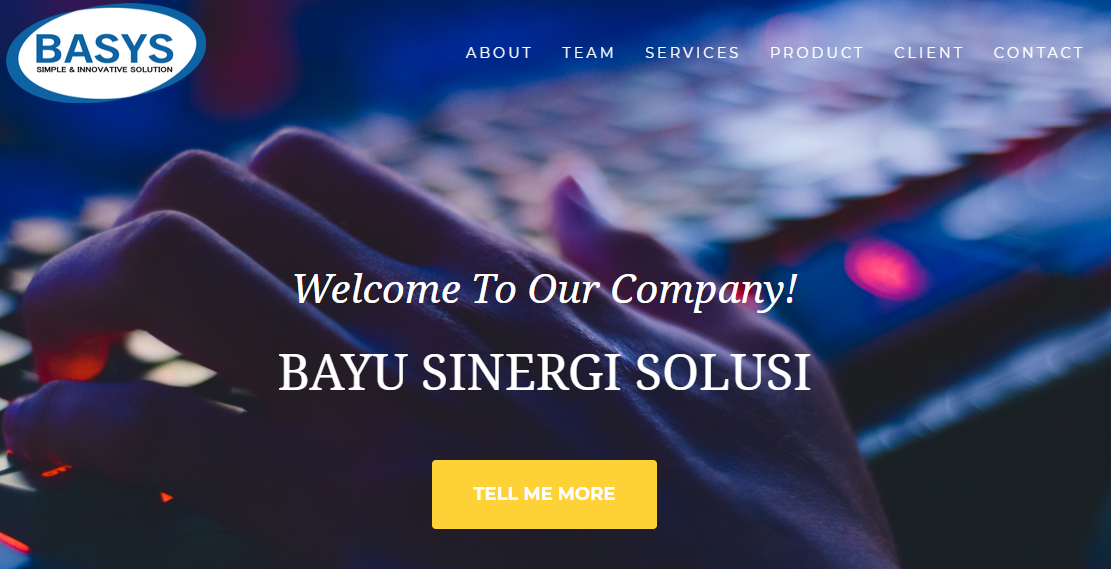 BASYS
SIMPLE & INNOVATIVE SOLUTION
ABOUT TEAM SERVICES PRODUCT CLIENT CONTACT
Welcome To Our Company!
BAYU SINERGI SOLUSI
TELL ME MORE